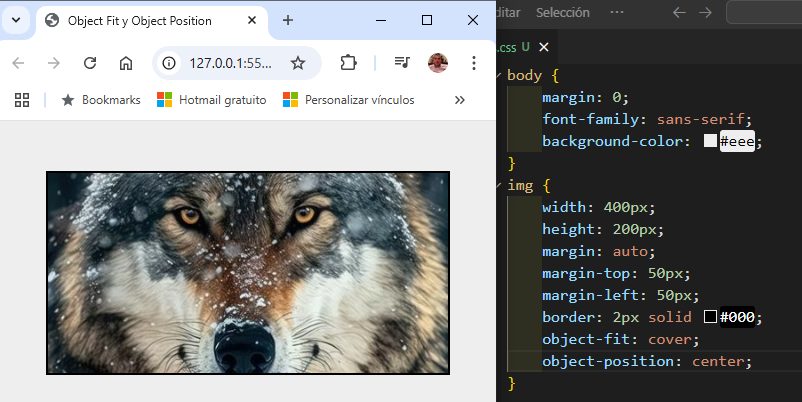 Object Fit y Object Position
127.0.0.1:55...
Bookmarks
Hotmail gratuito
Personalizar vínculos
Selección
.css U
body {
margin: 0;
font-family: sans-serif;
background-color: #eee;
}
img {
width: 400px;
height: 200px;
margin: auto;
margin-top: 50px;
margin-left: 50px;
border: 2px solid #000;
object-fit: cover;
object-position: center;
}